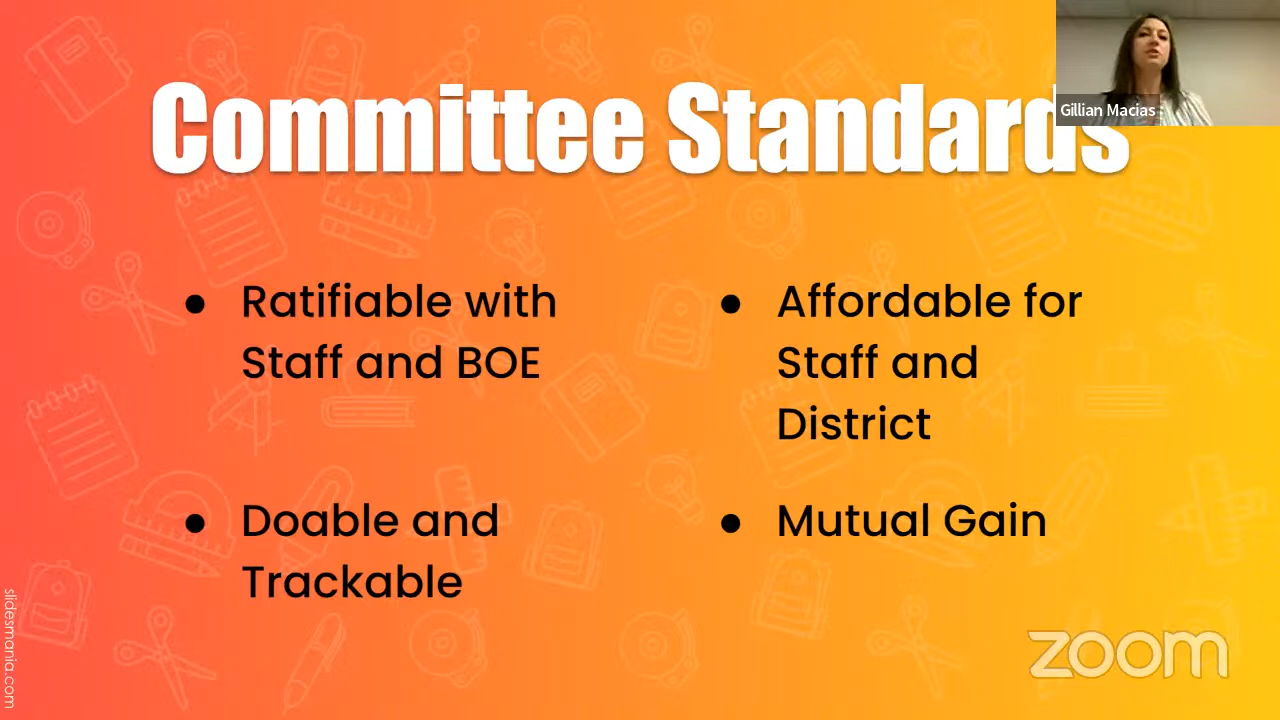 Committee Standards
Gillian Macias
● Ratifiable with
Staff and BOE
● Affordable for
Staff and
District
● Doable and
Trackable
● Mutual Gain
slidesmania.com
zoom